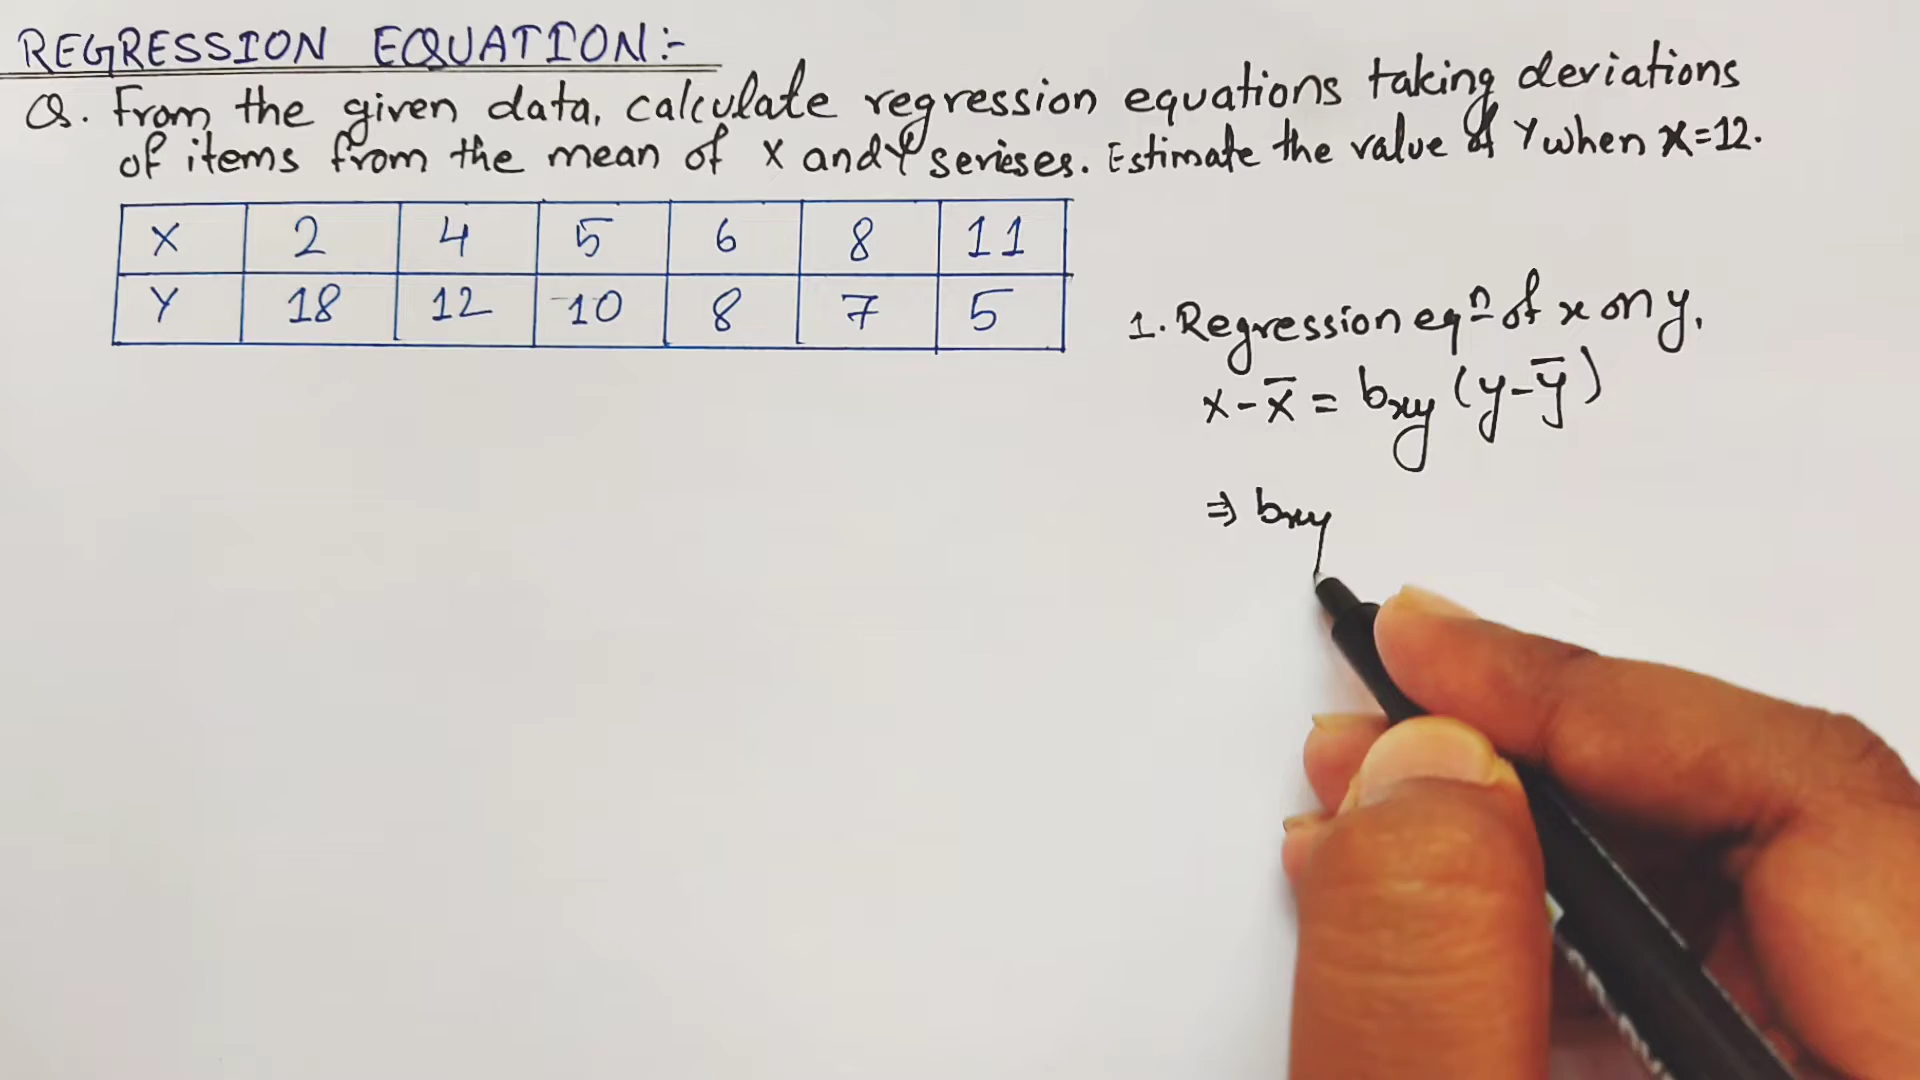 REGRESSION EQUATION:-
Q. From the given data, calculate regression equations taking deviations
of items from the mean of X and Y serieses. Estimate the value of Y when X=12.
X 2 4 5 6 8 11
Y 18 12 10 8 7 5
1. Regression eqⁿ of x on y,
x - x̅ = bxy (y - y̅)
⇒ bxy